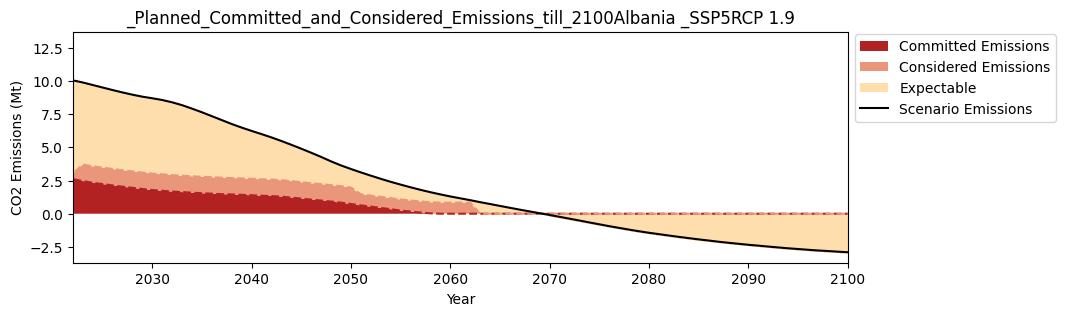 _Planned_Committed_and_Considered_Emissions_till_2100Albania _SSP5RCP 1.9
12.5
10.0
7.5
5.0
2.5
0.0
−2.5
CO2 Emissions (Mt)
2030 2040 2050 2060 2070 2080 2090 2100
Year
Committed Emissions
Considered Emissions
Expectable
Scenario Emissions